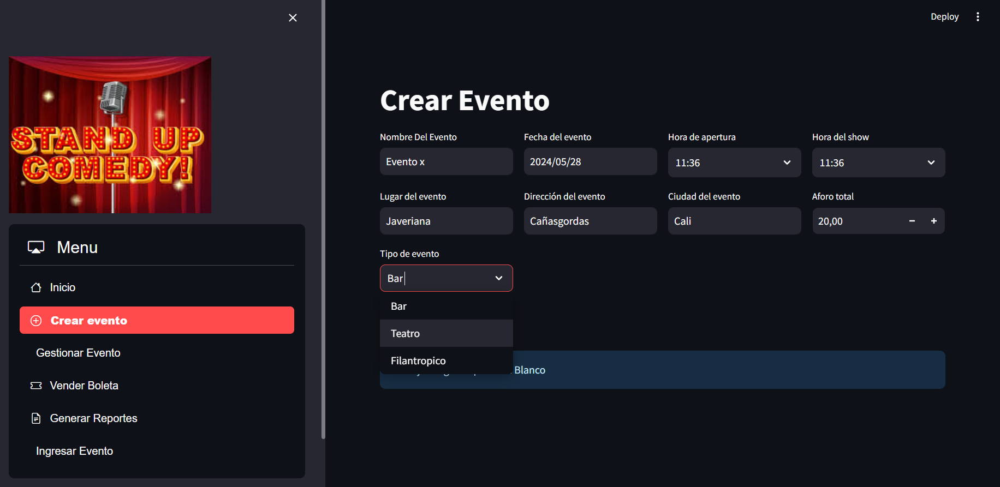 Deploy
STAND UP
COMEDY!
Menu
Inicio
Crear evento
Gestionar Evento
Vender Boleta
Generar Reportes
Ingresar Evento
Crear Evento
Nombre Del Evento
Evento x
Fecha del evento
2024/05/28
Hora de apertura
11:36
Hora del show
11:36
Lugar del evento
Javeriana
Dirección del evento
Cañasgordas
Ciudad del evento
Cali
Aforo total
20,00
Tipo de evento
Bar
Bar
Teatro
Filantropico
Blanco